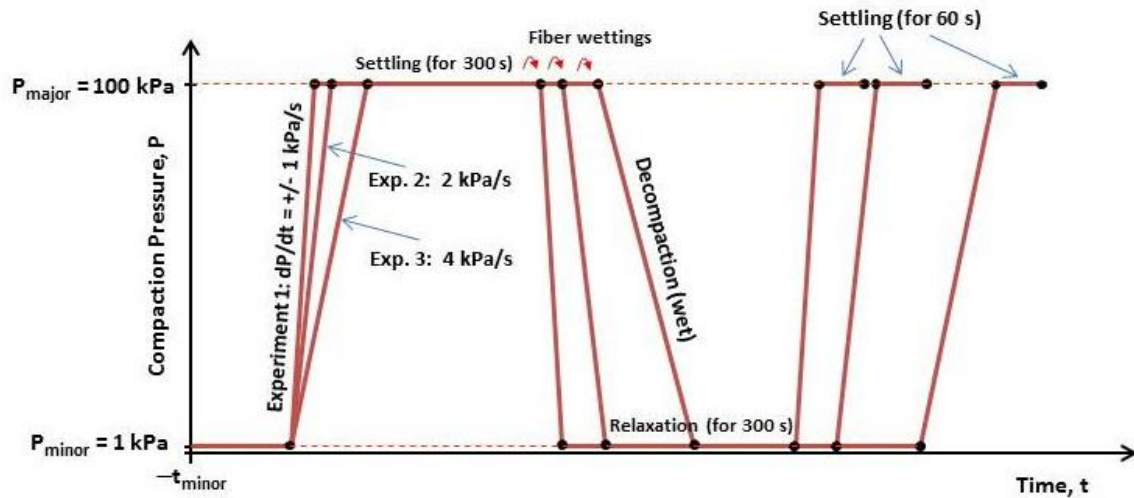 Settling (for 60 s)
Fiber wettings
Settling (for 300 s)
P_major = 100 kPa
Compaction Pressure, P
Experiment 1: dP/dt = +/- 1 kPa/s
Exp. 2: 2 kPa/s
Exp. 3: 4 kPa/s
Decompaction (wet)
Relaxation (for 300 s)
P_minor = 1 kPa
−t_minor
Time, t